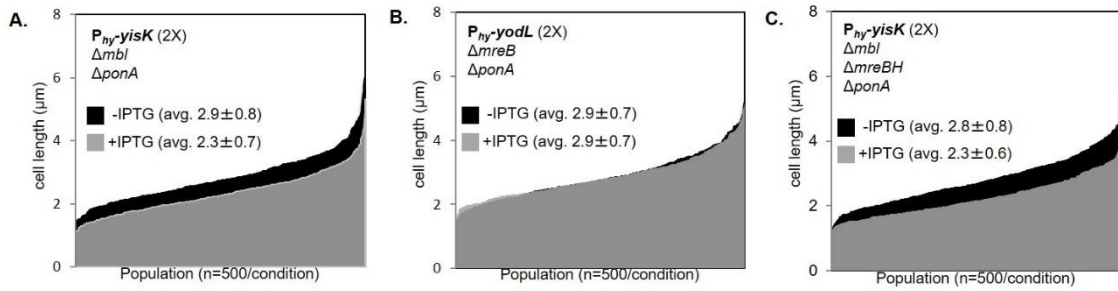 A.
P_hy-yisK (2X)
Δmbl
ΔponA
-IPTG (avg. 2.9±0.8)
+IPTG (avg. 2.3±0.7)
cell length (µm)
8
6
4
2
0
Population (n=500/condition)
B.
P_hy-yodL (2X)
ΔmreB
ΔponA
-IPTG (avg. 2.9±0.7)
+IPTG (avg. 2.9±0.7)
cell length (µm)
8
6
4
2
0
Population (n=500/condition)
C.
P_hy-yisK (2X)
Δmbl
ΔmreBH
ΔponA
-IPTG (avg. 2.8±0.8)
+IPTG (avg. 2.3±0.6)
cell length (µm)
8
6
4
2
0
Population (n=500/condition)